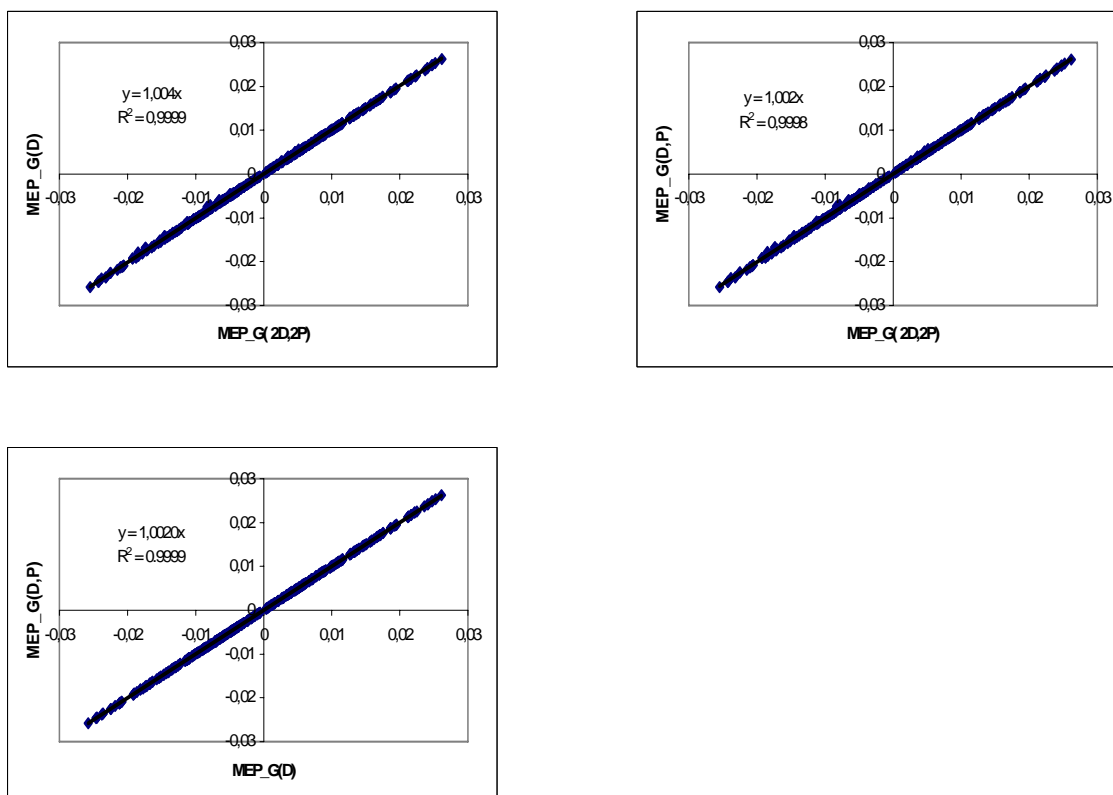 0,03
0,02
0,01
0
-0,01
-0,02
-0,03
-0,03 -0,02 -0,01 0 0,01 0,02 0,03
y = 1,004x
R² = 0,9999
MEP_G(D)
MEP_G( 2D,2P)
0,03
0,02
0,01
0
-0,01
-0,02
-0,03
-0,03 -0,02 -0,01 0 0,01 0,02 0,03
y = 1,002x
R² = 0,9998
MEP_G(D,P)
MEP_G( 2D,2P)
0,03
0,02
0,01
0
-0,01
-0,02
-0,03
-0,03 -0,02 -0,01 0 0,01 0,02 0,03
y = 1,0020x
R² = 0.9999
MEP_G(D,P)
MEP_G(D)